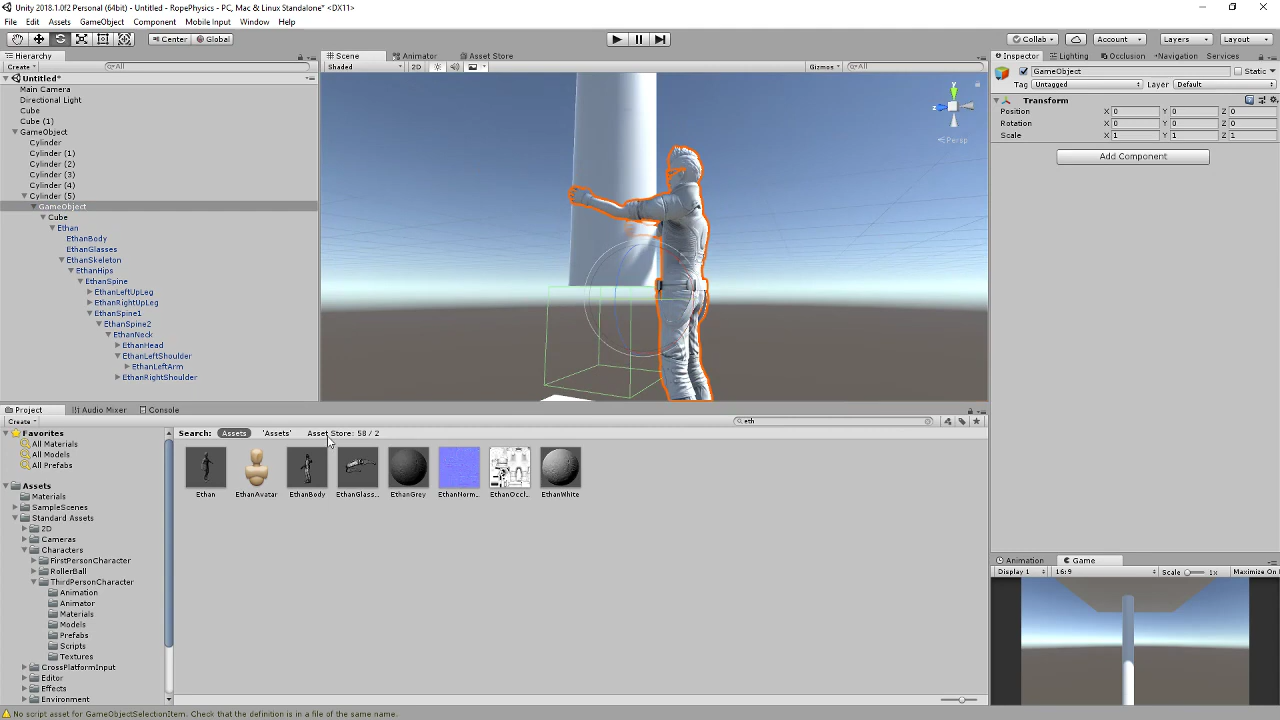 Unity 2018.1.0f2 Personal (64bit) - Untitled - RopePhysics - PC, Mac & Linux Standalone* <DX11>
File Edit Assets GameObject Component Mobile Input Window Help
Center Global Collab Account Layers Layout
Hierarchy Scene Animator Asset Store Inspector Lighting Occlusion Navigation Services
Create All Shaded 2D Gizmos All GameObject Static
Untitled* Tag Untagged Layer Default
Main Camera
Directional Light Transform
Cube Position X 0 Y 0 Z 0
Cube (1) Rotation X 0 Y 0 Z 0
GameObject Scale X 1 Y 1 Z 1
Cylinder
Cylinder (1) Add Component
Cylinder (2)
Cylinder (3)
Cylinder (4)
Cylinder (5)
GameObject
Cube
Ethan
EthanBody
EthanGlasses
EthanSkeleton
EthanHips
EthanSpine
EthanLeftUpLeg
EthanRightUpLeg
EthanSpine1
EthanSpine2
EthanNeck
EthanHead
EthanLeftShoulder
EthanLeftArm
EthanRightShoulder
y
z
Persp
Project Audio Mixer Console
Create eth
Favorites
All Materials
All Models
All Prefabs
Assets
Materials
SampleScenes
Standard Assets
2D
Cameras
Characters
FirstPersonCharacter
RollerBall
ThirdPersonCharacter
Animation
Animator
Materials
Models
Prefabs
Scripts
Textures
CrossPlatformInput
Editor
Effects
Environment
Search: Assets 'Assets' Asset Store: 58 / 2
Ethan EthanAvatar EthanBody EthanGlass... EthanGrey EthanNorm... EthanOccl... EthanWhite
Animation Game
Display 1 16:9 Scale 1x Maximize On
No script asset for GameObjectSelectionItem. Check that the definition is in a file of the same name.